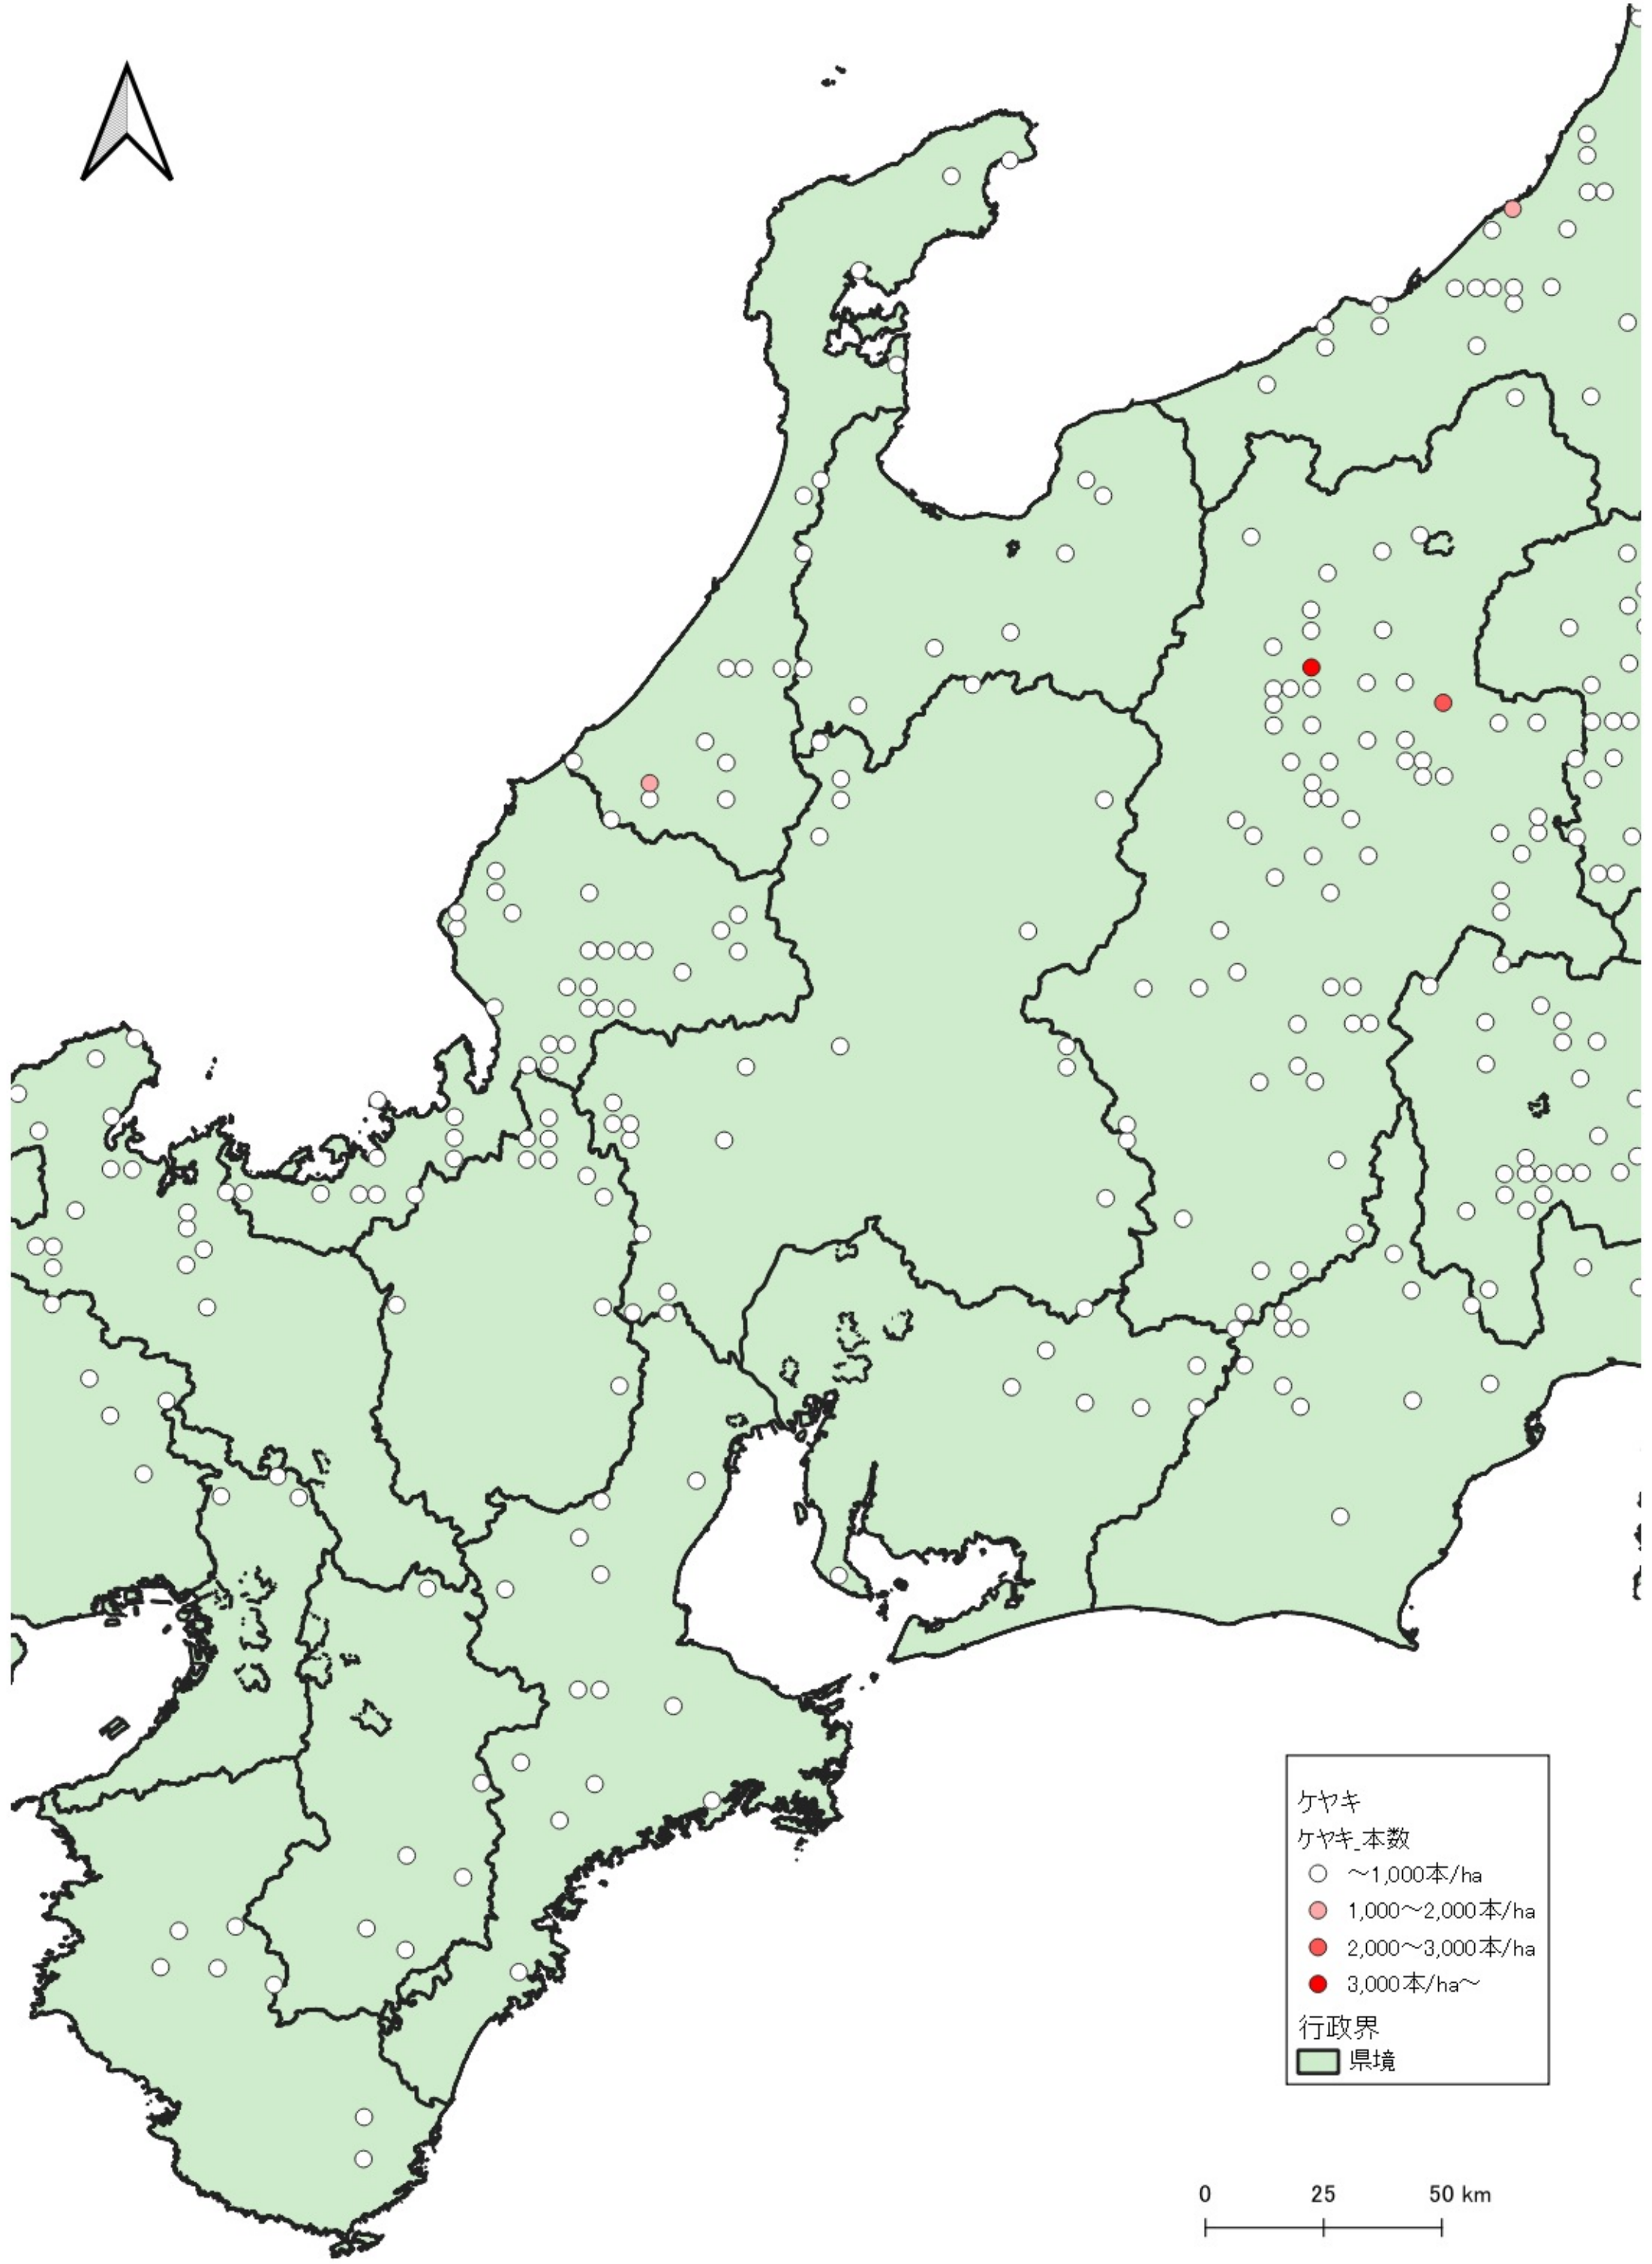 ケヤキ
ケヤキ_本数
～1,000本/ha
1,000～2,000本/ha
2,000～3,000本/ha
3,000本/ha～
行政界
県境
0 25 50 km